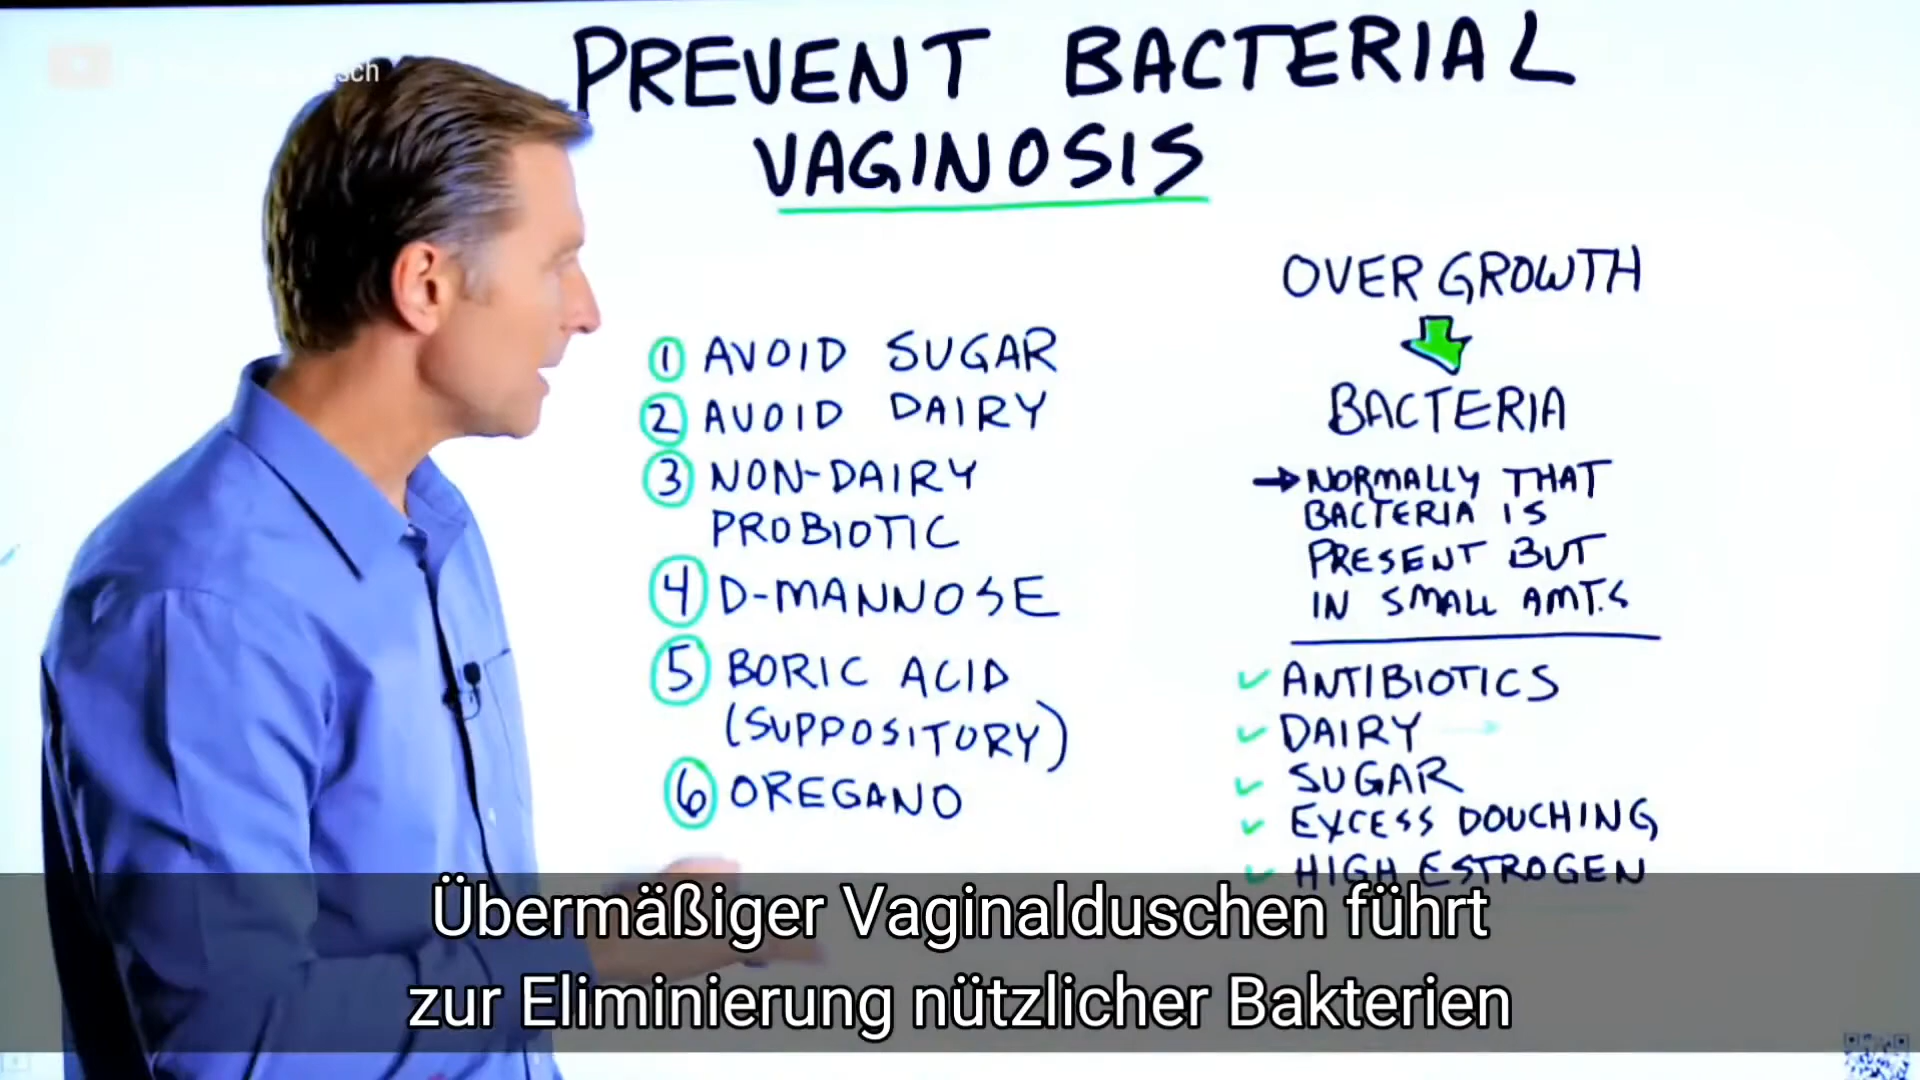 sch
PREVENT BACTERIAL
VAGINOSIS
1 AVOID SUGAR
2 AVOID DAIRY
3 NON-DAIRY
PROBIOTIC
4 D-MANNOSE
5 BORIC ACID
(SUPPOSITORY)
6 OREGANO
OVER GROWTH
BACTERIA
→ NORMALLY THAT
BACTERIA IS
PRESENT BUT
IN SMALL AMT.S
✓ ANTIBIOTICS
✓ DAIRY
✓ SUGAR
✓ EXCESS DOUCHING
✓ HIGH ESTROGEN
Übermäßiger Vaginalduschen führt
zur Eliminierung nützlicher Bakterien